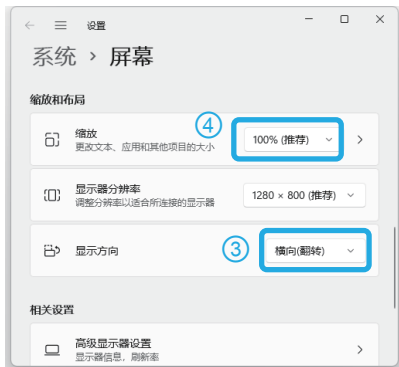 设置
系统 › 屏幕
缩放和布局
缩放
更改文本、应用和其他项目的大小
④
100% (推荐)
显示器分辨率
调整分辨率以适合所连接的显示器
1280 × 800 (推荐)
显示方向
③
横向(翻转)
相关设置
高级显示器设置
显示器信息、刷新率